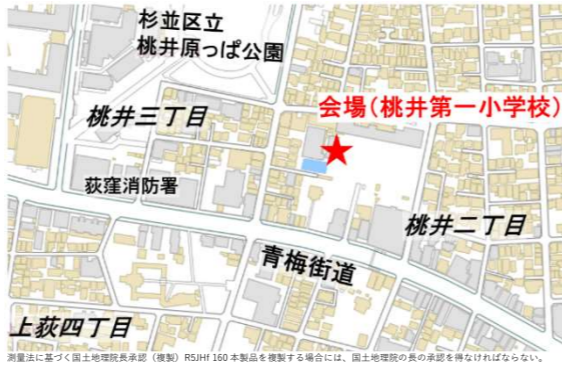 杉並区立
桃井原っぱ公園
会場（桃井第一小学校）
桃井三丁目
荻窪消防署
桃井二丁目
青梅街道
上荻四丁目
測量法に基づく国土地理院長承認（複製）R5JHf 160 本製品を複製する場合には、国土地理院の長の承認を得なければならない。